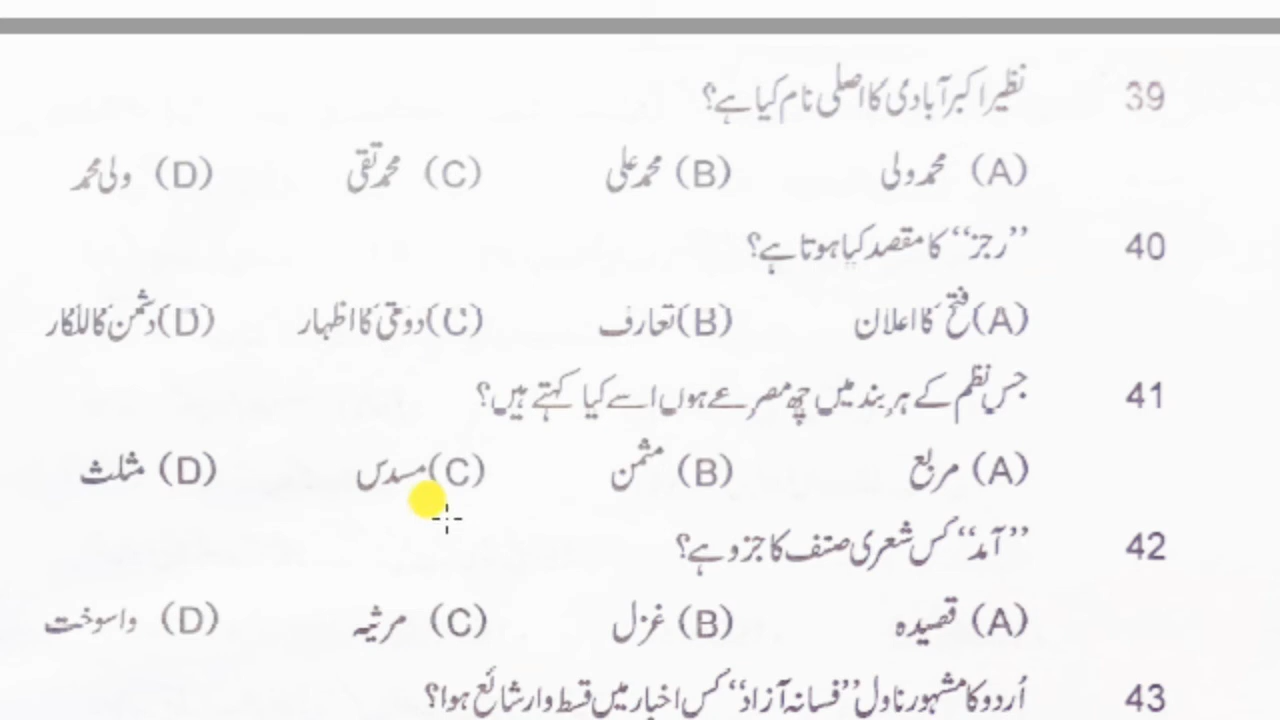 39 نظیر اکبر آبادی کا اصلی نام کیا ہے؟
(A) محمد ولی (B) محمد علی (C) محمد تقی (D) ولی محمد
40 ”رجز“ کا مقصد کیا ہوتا ہے؟
(A) فتح کا اعلان (B) تعارف (C) دوستی کا اظہار (D) دشمن کا للکار
41 جس نظم کے ہر بند میں چھ مصرعے ہوں اسے کیا کہتے ہیں؟
(A) مربع (B) مثمن (C) مسدس (D) مثلث
42 ”آمد“ کس شعری صنف کا جزو ہے؟
(A) قصیدہ (B) غزل (C) مرثیہ (D) واسوخت
43 اُردو کا مشہور ناول ”فسانہ آزاد“ کس اخبار میں قسط وار شائع ہوا؟